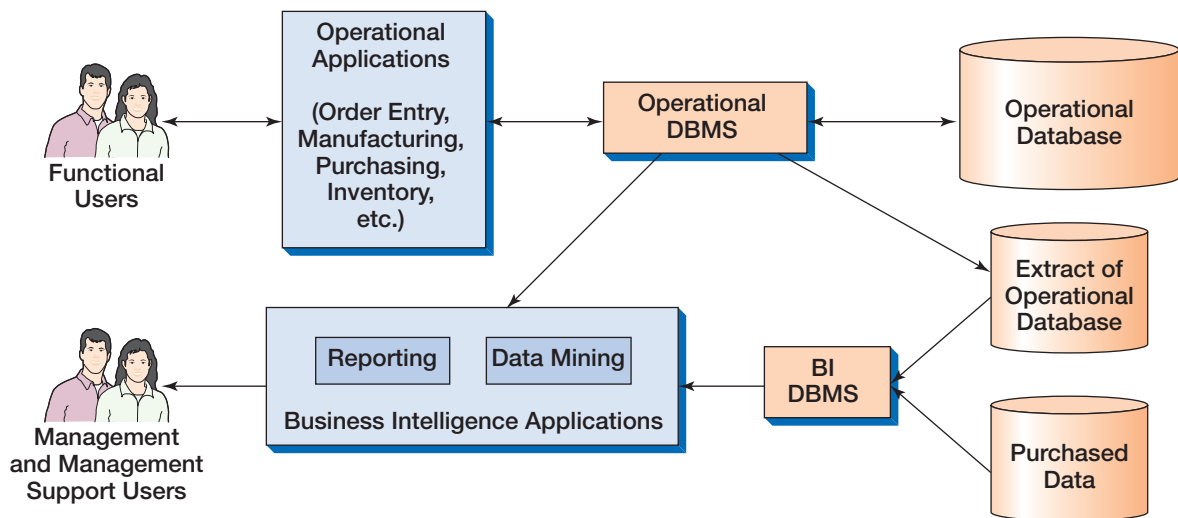 Operational
Applications
(Order Entry,
Manufacturing,
Purchasing,
Inventory,
etc.)
Functional
Users
Operational
DBMS
Operational
Database
Extract of
Operational
Database
Reporting
Data Mining
Business Intelligence Applications
BI
DBMS
Purchased
Data
Management
and Management
Support Users